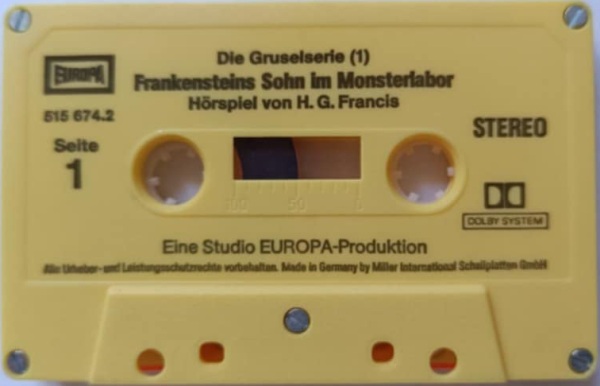 Die Gruselserie (1)
EUROPA
Frankensteins Sohn im Monsterlabor
Hörspiel von H. G. Francis
515 674.2
STEREO
Seite
1
100 50 0
DOLBY SYSTEM
Eine Studio EUROPA-Produktion
Alle Urheber- und Leistungsschutzrechte vorbehalten. Made in Germany by Miller International Schallplatten GmbH